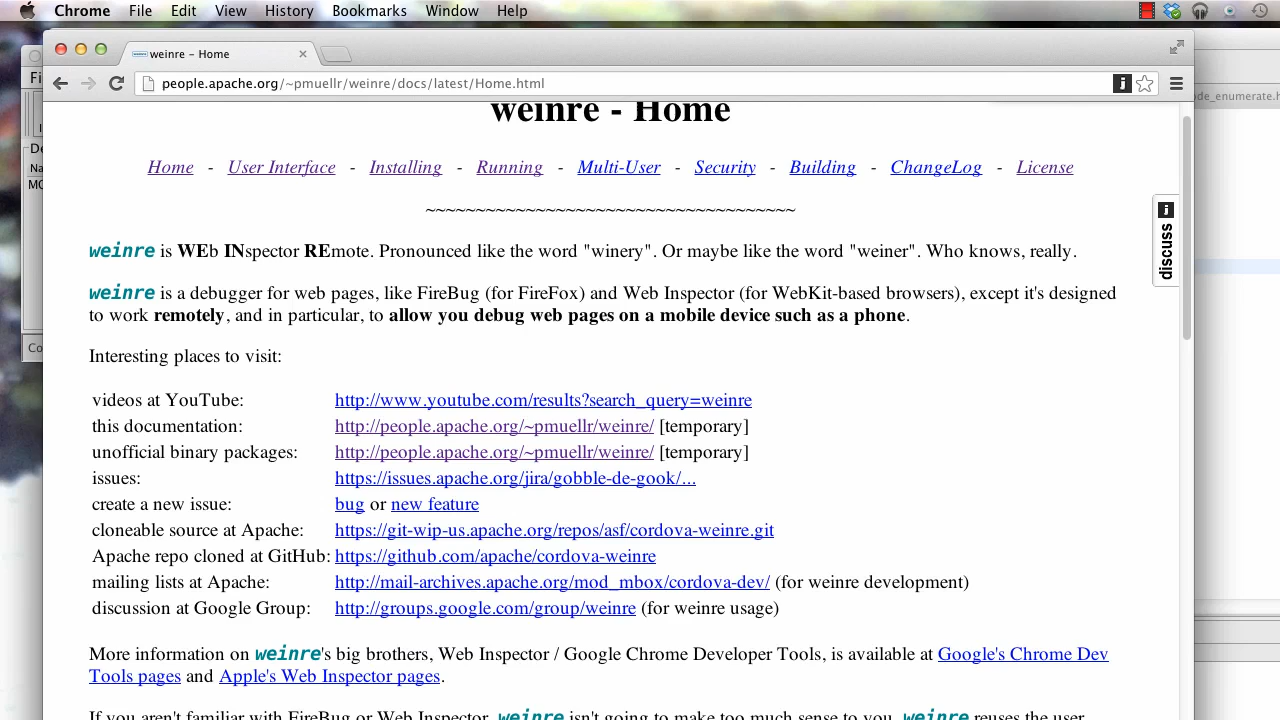 Chrome File Edit View History Bookmarks Window Help
weinre - Home
people.apache.org/~pmuellr/weinre/docs/latest/Home.html
ode_enumerate.h
Fi
De
Na
MO
Co
weinre - Home
Home - User Interface - Installing - Running - Multi-User - Security - Building - ChangeLog - License
~~~~~~~~~~~~~~~~~~~~~~~~~~~~~~~~~~~~~
discuss
weinre is WEb INspector REmote. Pronounced like the word "winery". Or maybe like the word "weiner". Who knows, really.
weinre is a debugger for web pages, like FireBug (for FireFox) and Web Inspector (for WebKit-based browsers), except it's designed
to work remotely, and in particular, to allow you debug web pages on a mobile device such as a phone.
Interesting places to visit:
videos at YouTube: http://www.youtube.com/results?search_query=weinre
this documentation: http://people.apache.org/~pmuellr/weinre/ [temporary]
unofficial binary packages: http://people.apache.org/~pmuellr/weinre/ [temporary]
issues: https://issues.apache.org/jira/gobble-de-gook/...
create a new issue: bug or new feature
cloneable source at Apache: https://git-wip-us.apache.org/repos/asf/cordova-weinre.git
Apache repo cloned at GitHub: https://github.com/apache/cordova-weinre
mailing lists at Apache: http://mail-archives.apache.org/mod_mbox/cordova-dev/ (for weinre development)
discussion at Google Group: http://groups.google.com/group/weinre (for weinre usage)
More information on weinre's big brothers, Web Inspector / Google Chrome Developer Tools, is available at Google's Chrome Dev
Tools pages and Apple's Web Inspector pages.
If you aren't familiar with FireBug or Web Inspector, weinre isn't going to make too much sense to you. weinre reuses the user